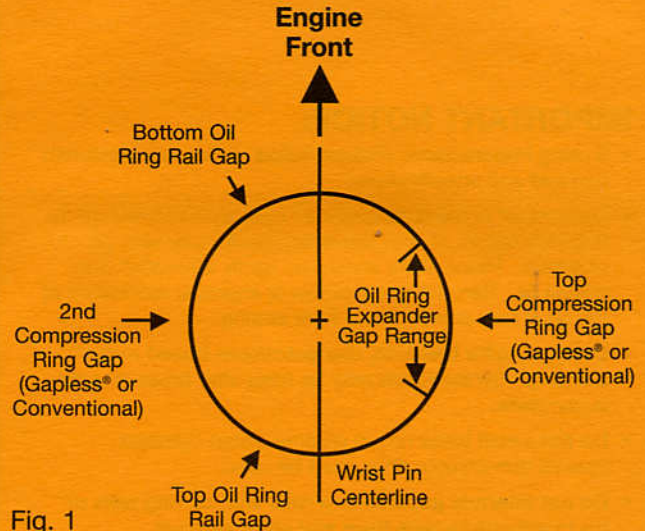 Engine
Front
Bottom Oil
Ring Rail Gap
2nd
Compression
Ring Gap
(Gapless® or
Conventional)
Oil Ring
Expander
Gap Range
Top
Compression
Ring Gap
(Gapless® or
Conventional)
Top Oil Ring
Rail Gap
Wrist Pin
Centerline
Fig. 1